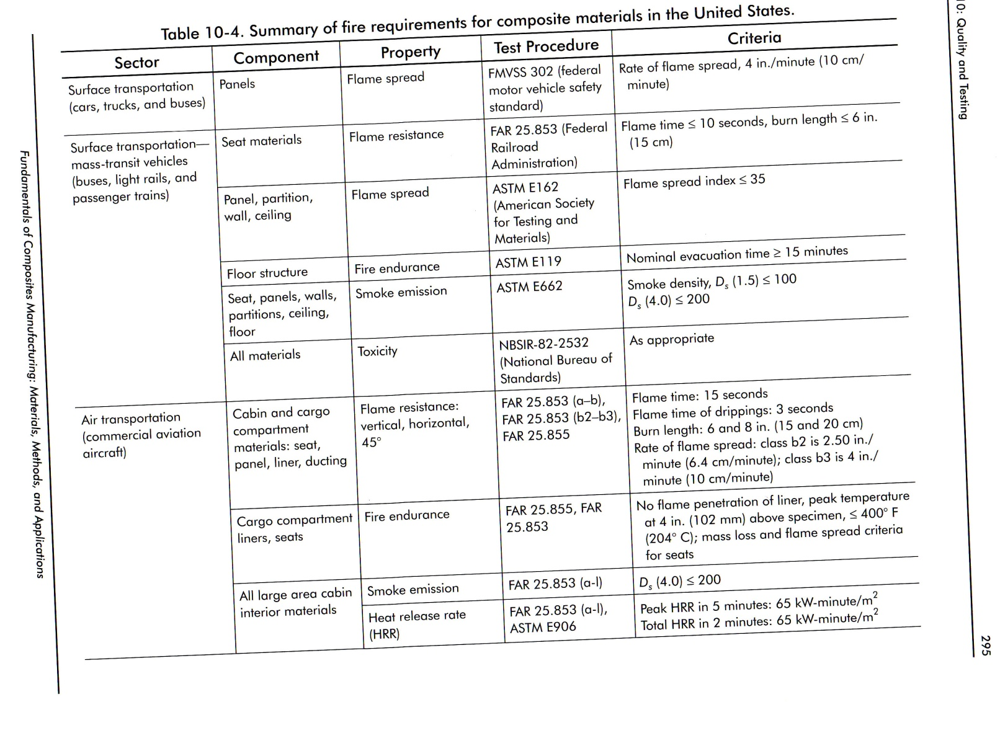 Table 10-4. Summary of fire requirements for composite materials in the United States.
Sector Component Property Test Procedure Criteria
Surface transportation
(cars, trucks, and buses)
Panels
Flame spread
FMVSS 302 (federal
motor vehicle safety
standard)
Rate of flame spread, 4 in./minute (10 cm/
minute)
Surface transportation—
mass-transit vehicles
(buses, light rails, and
passenger trains)
Seat materials
Flame resistance
FAR 25.853 (Federal
Railroad
Administration)
Flame time ≤ 10 seconds, burn length ≤ 6 in.
(15 cm)
Panel, partition,
wall, ceiling
Flame spread
ASTM E162
(American Society
for Testing and
Materials)
Flame spread index ≤ 35
Floor structure
Fire endurance
ASTM E119
Nominal evacuation time ≥ 15 minutes
Seat, panels, walls,
partitions, ceiling,
floor
Smoke emission
ASTM E662
Smoke density, Ds (1.5) ≤ 100
Ds (4.0) ≤ 200
All materials
Toxicity
NBSIR-82-2532
(National Bureau of
Standards)
As appropriate
Air transportation
(commercial aviation
aircraft)
Cabin and cargo
compartment
materials: seat,
panel, liner, ducting
Flame resistance:
vertical, horizontal,
45°
FAR 25.853 (a–b),
FAR 25.853 (b2–b3),
FAR 25.855
Flame time: 15 seconds
Flame time of drippings: 3 seconds
Burn length: 6 and 8 in. (15 and 20 cm)
Rate of flame spread: class b2 is 2.50 in./
minute (6.4 cm/minute); class b3 is 4 in./
minute (10 cm/minute)
Cargo compartment
liners, seats
Fire endurance
FAR 25.855, FAR
25.853
No flame penetration of liner, peak temperature
at 4 in. (102 mm) above specimen, ≤ 400° F
(204° C); mass loss and flame spread criteria
for seats
All large area cabin
interior materials
Smoke emission
FAR 25.853 (a-l)
Ds (4.0) ≤ 200
Heat release rate
(HRR)
FAR 25.853 (a-l),
ASTM E906
Peak HRR in 5 minutes: 65 kW-minute/m²
Total HRR in 2 minutes: 65 kW-minute/m²
Fundamentals of Composites Manufacturing: Materials, Methods, and Applications
10: Quality and Testing
295